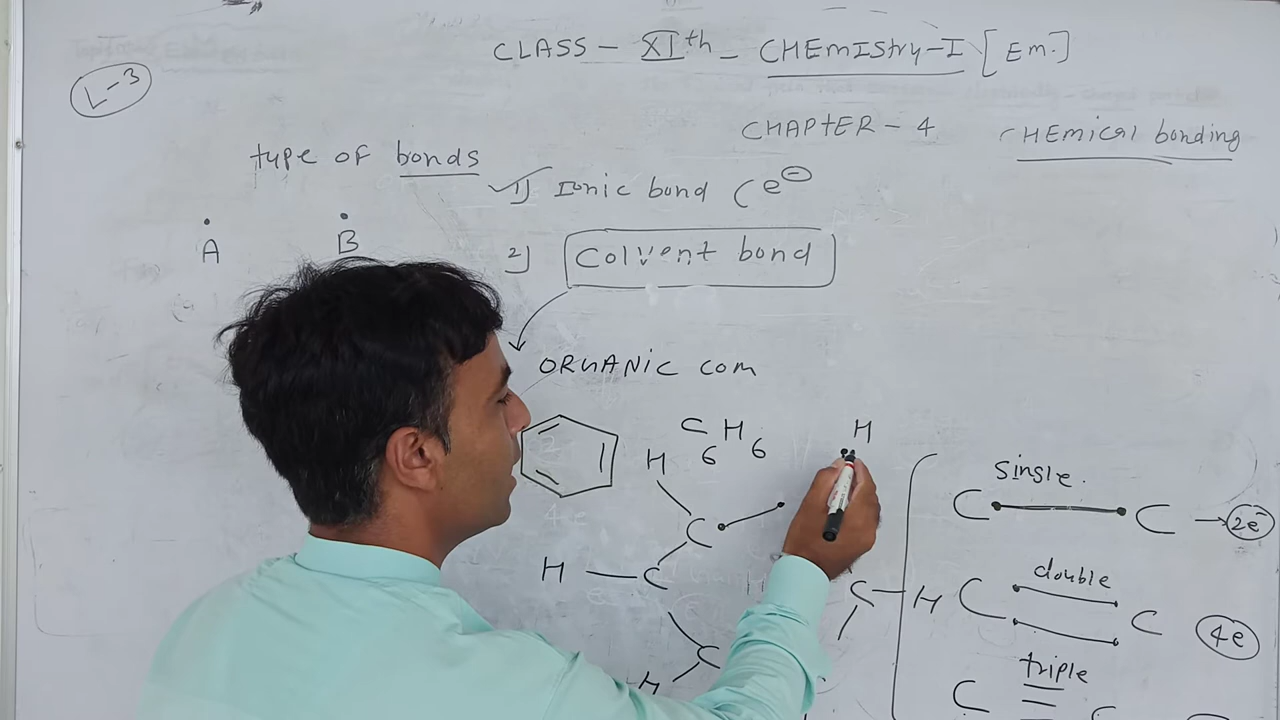 CLASS - XIth - CHEMIStry-I [Em.]
L-3
CHAPtER - 4 CHEmical bonding
type of bonds
1) Ionic bond (e⊖
A B
2) Colvent bond
ORGANIC COM
C6H6
H
H
C
H — C
C
H
C — H
single.
C C → 2e⁻
double
C C
4e
triple
C ≡